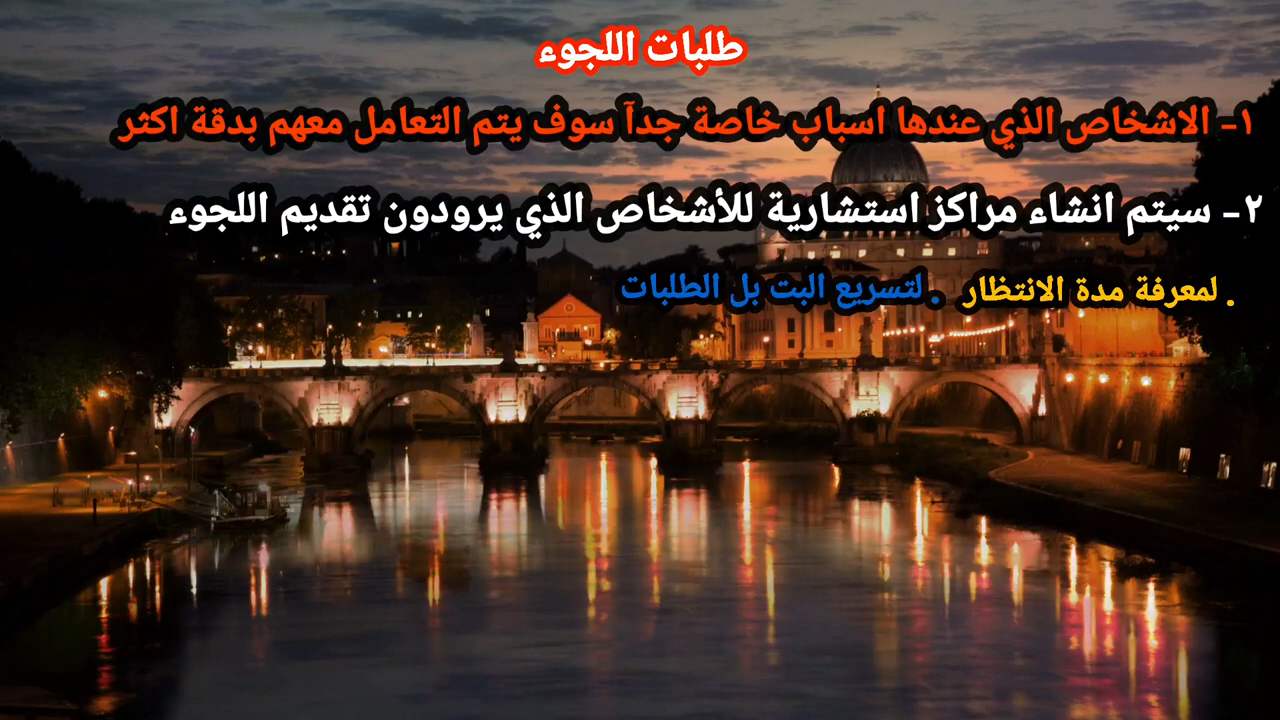 طلبات اللجوء
١- الاشخاص الذي عندها اسباب خاصة جدآ سوف يتم التعامل معهم بدقة اكثر
٢- سيتم انشاء مراكز استشارية للأشخاص الذي يرودون تقديم اللجوء
. لمعرفة مدة الانتظار . لتسريع البت بل الطلبات